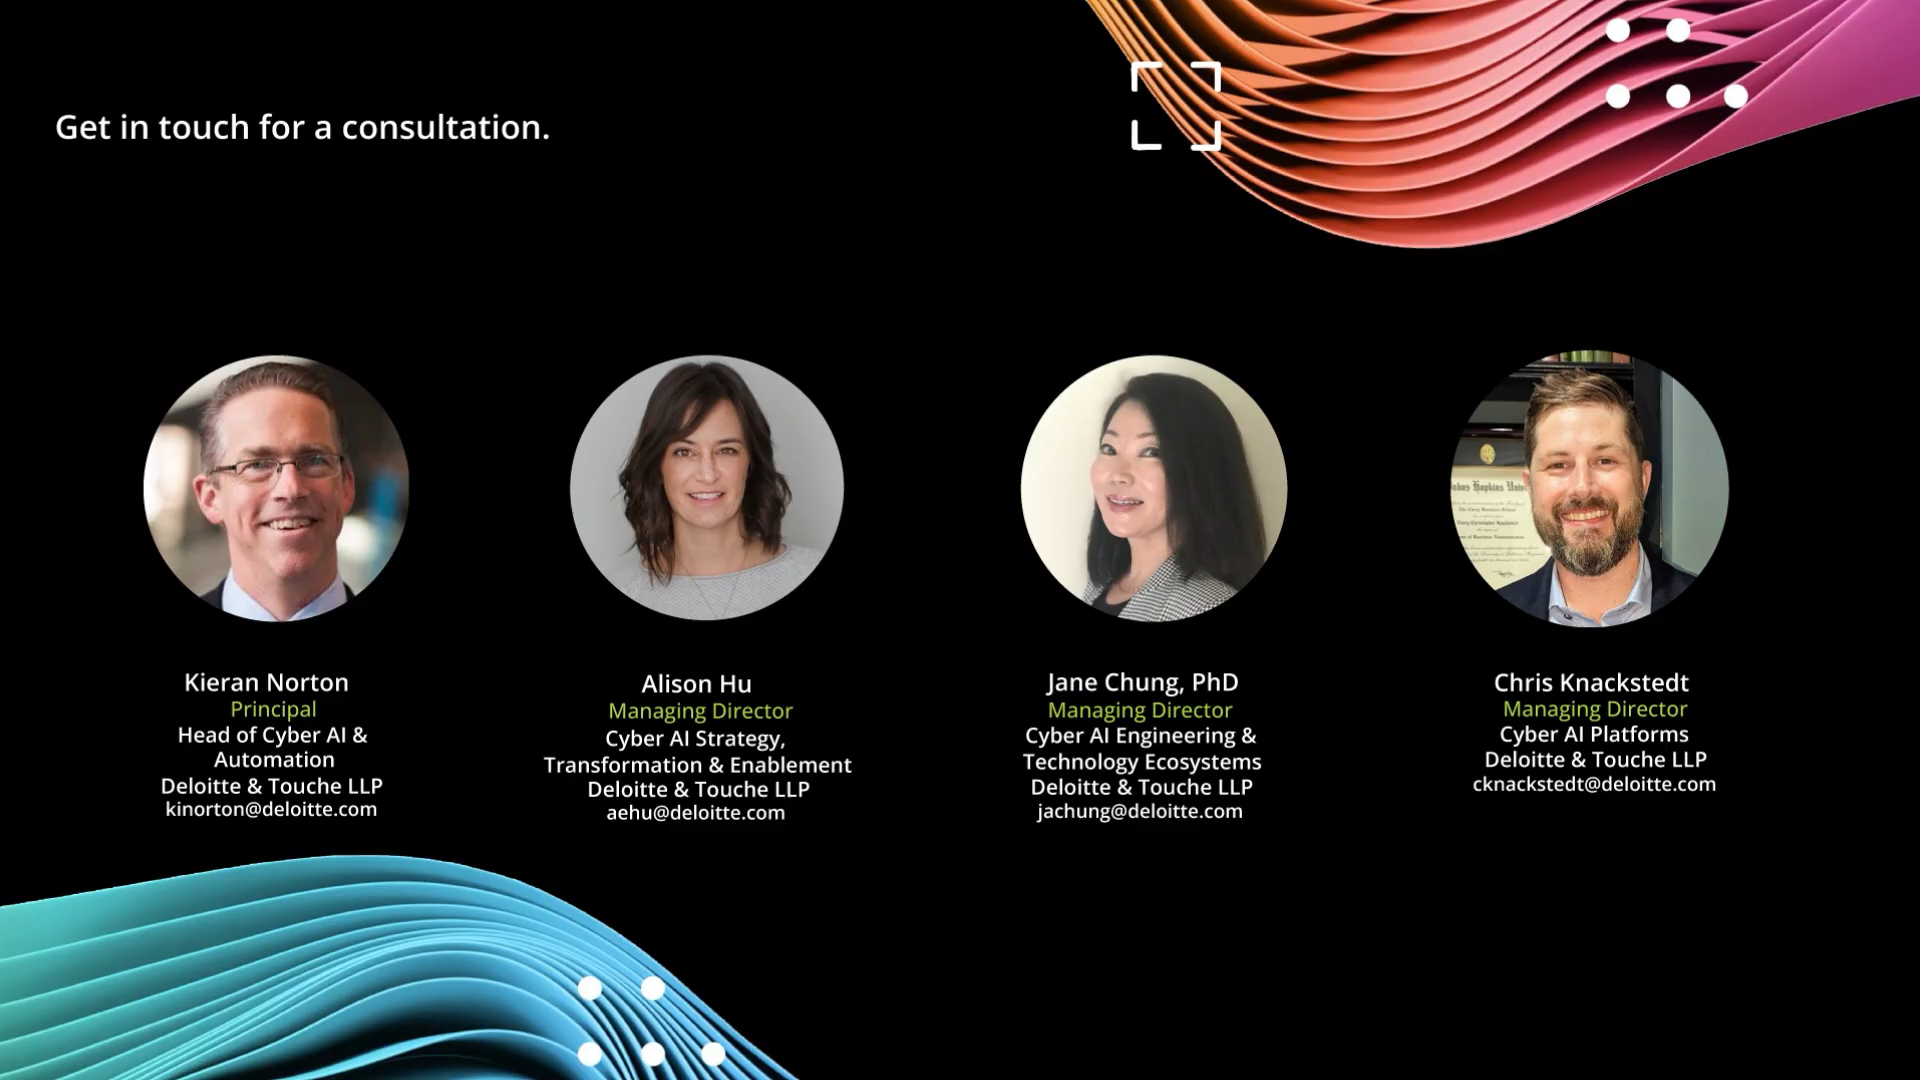 Get in touch for a consultation.
Kieran Norton
Principal
Head of Cyber AI &
Automation
Deloitte & Touche LLP
kinorton@deloitte.com
Alison Hu
Managing Director
Cyber AI Strategy,
Transformation & Enablement
Deloitte & Touche LLP
aehu@deloitte.com
Jane Chung, PhD
Managing Director
Cyber AI Engineering &
Technology Ecosystems
Deloitte & Touche LLP
jachung@deloitte.com
Chris Knackstedt
Managing Director
Cyber AI Platforms
Deloitte & Touche LLP
cknackstedt@deloitte.com